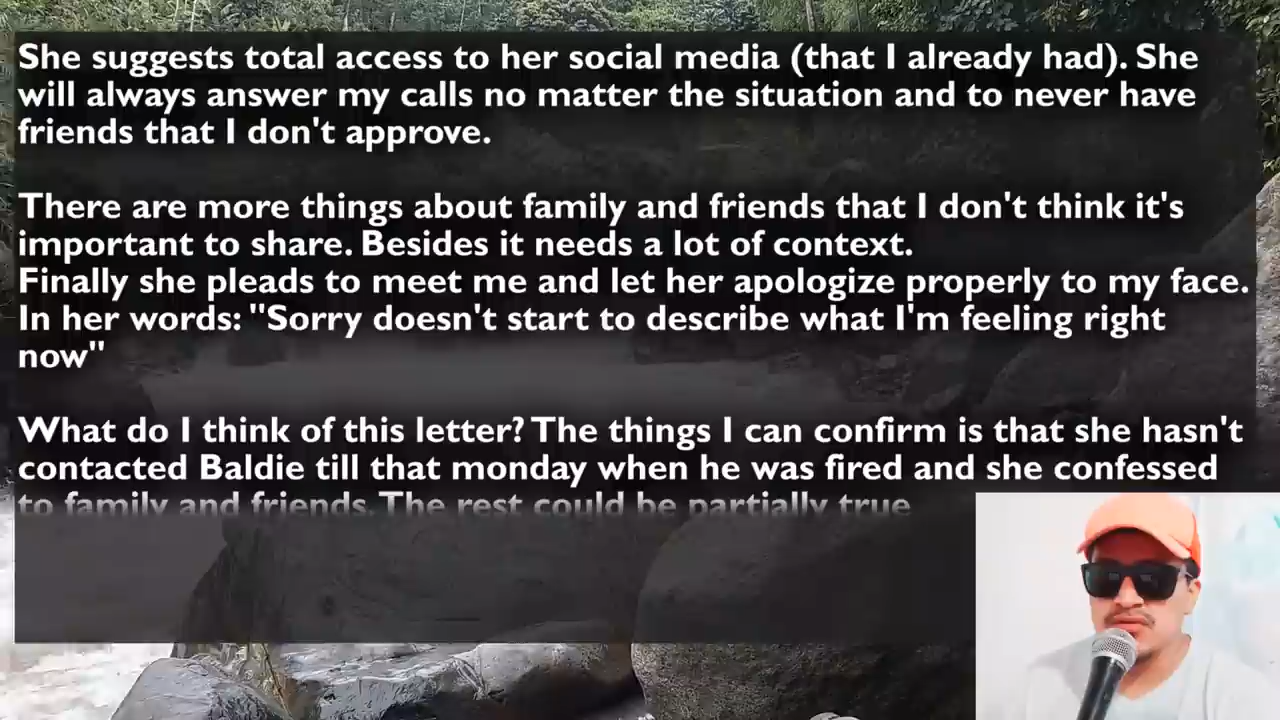 She suggests total access to her social media (that I already had). She
will always answer my calls no matter the situation and to never have
friends that I don't approve.
There are more things about family and friends that I don't think it's
important to share. Besides it needs a lot of context.
Finally she pleads to meet me and let her apologize properly to my face.
In her words: "Sorry doesn't start to describe what I'm feeling right
now"
What do I think of this letter? The things I can confirm is that she hasn't
contacted Baldie till that monday when he was fired and she confessed
to family and friends. The rest could be partially true